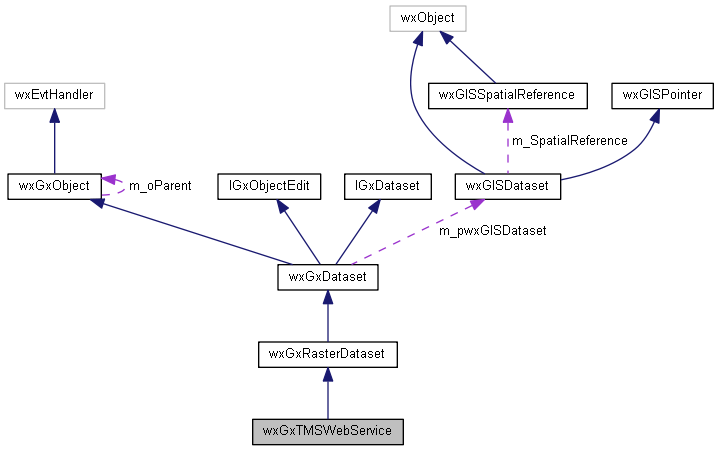 wxObject
wxEvtHandler
wxGISSpatialReference
wxGISPointer
m_SpatialReference
wxGxObject
m_oParent
IGxObjectEdit
IGxDataset
wxGISDataset
m_pwxGISDataset
wxGxDataset
wxGxRasterDataset
wxGxTMSWebService